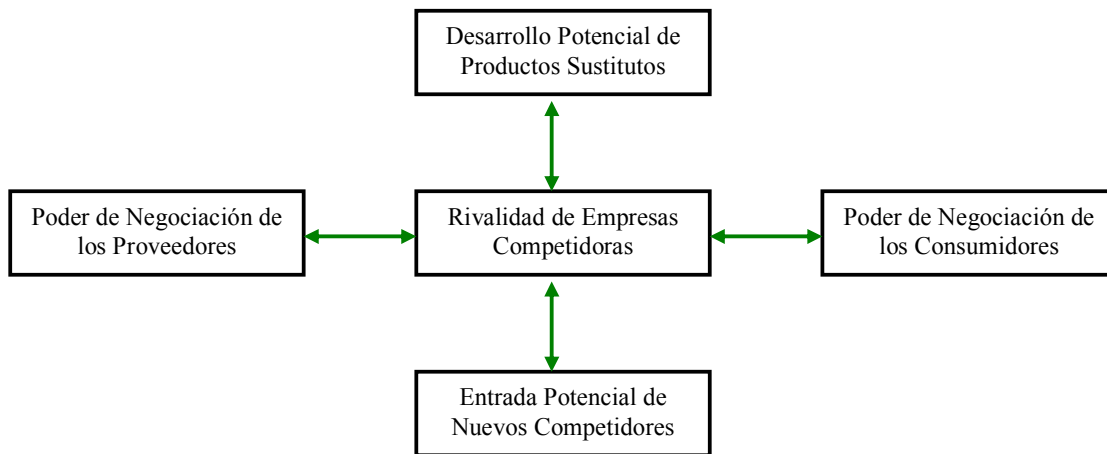 Desarrollo Potencial de
Productos Sustitutos
Poder de Negociación de
los Proveedores
Rivalidad de Empresas
Competidoras
Poder de Negociación de
los Consumidores
Entrada Potencial de
Nuevos Competidores